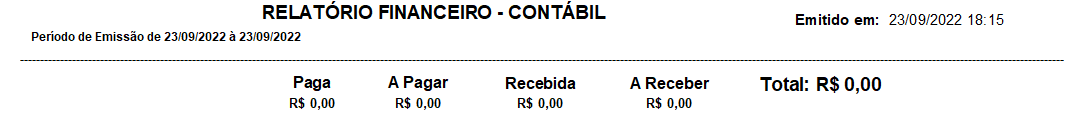 RELATÓRIO FINANCEIRO - CONTÁBIL
Emitido em: 23/09/2022 18:15
Período de Emissão de 23/09/2022 à 23/09/2022
Paga A Pagar Recebida A Receber Total: R$ 0,00
R$ 0,00 R$ 0,00 R$ 0,00 R$ 0,00